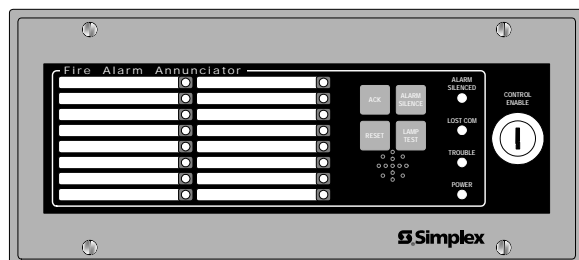 Fire Alarm Annunciator
ACK
ALARM
SILENCE
RESET
LAMP
TEST
ALARM
SILENCED
LOST COM
TROUBLE
POWER
CONTROL
ENABLE
Simplex